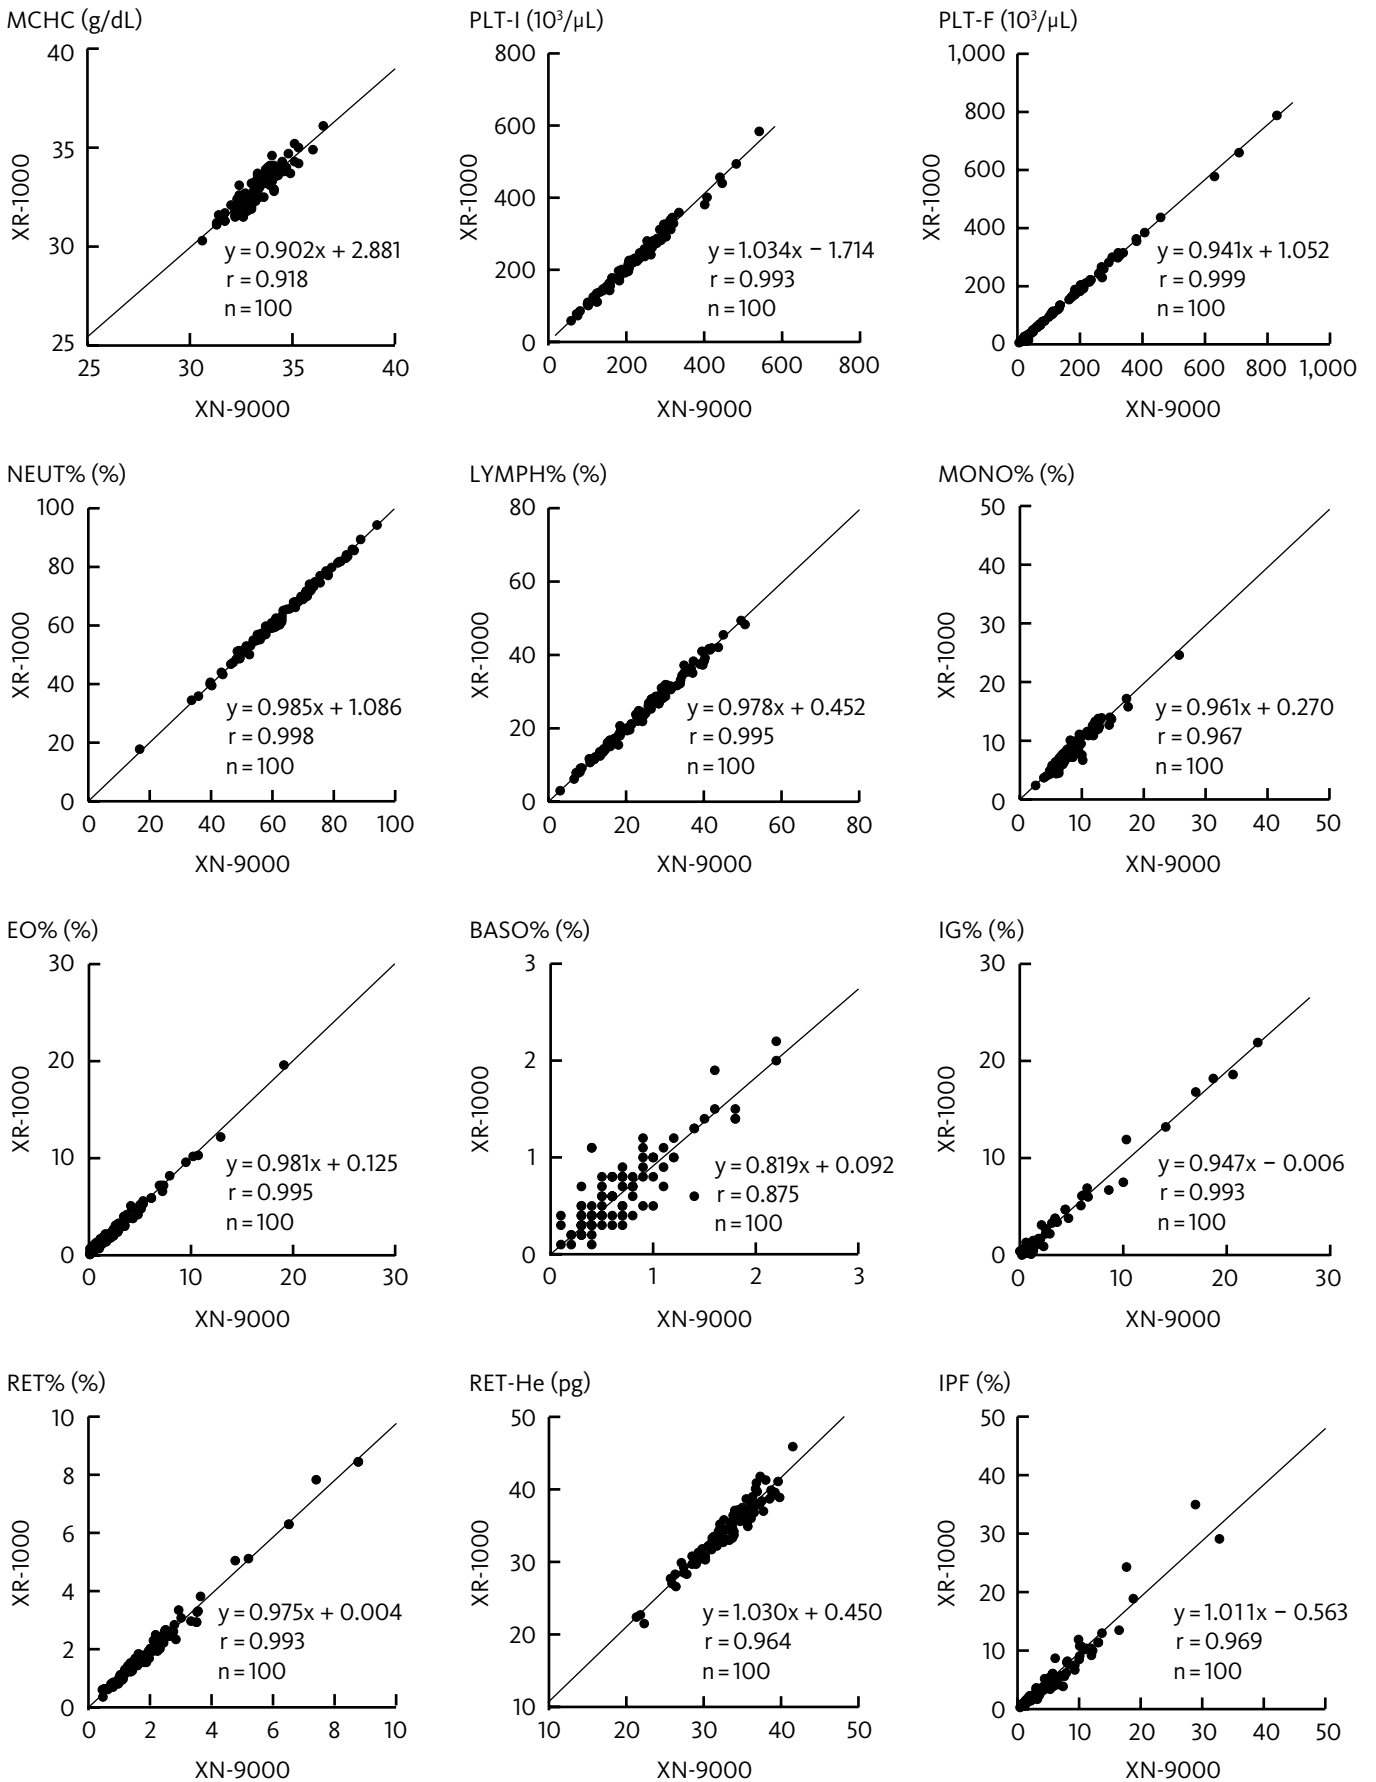 MCHC (g/dL)
40
35
30
25
25 30 35 40
XR-1000
XN-9000
y = 0.902x + 2.881
r = 0.918
n = 100
PLT-I (10³/μL)
800
600
400
200
0
0 200 400 600 800
XR-1000
XN-9000
y = 1.034x − 1.714
r = 0.993
n = 100
PLT-F (10³/μL)
1,000
800
600
400
200
0
0 200 400 600 800 1,000
XR-1000
XN-9000
y = 0.941x + 1.052
r = 0.999
n = 100
NEUT% (%)
100
80
60
40
20
0
0 20 40 60 80 100
XR-1000
XN-9000
y = 0.985x + 1.086
r = 0.998
n = 100
LYMPH% (%)
80
60
40
20
0
0 20 40 60 80
XR-1000
XN-9000
y = 0.978x + 0.452
r = 0.995
n = 100
MONO% (%)
50
40
30
20
10
0
0 10 20 30 40 50
XR-1000
XN-9000
y = 0.961x + 0.270
r = 0.967
n = 100
EO% (%)
30
20
10
0
0 10 20 30
XR-1000
XN-9000
y = 0.981x + 0.125
r = 0.995
n = 100
BASO% (%)
3
2
1
0
0 1 2 3
XR-1000
XN-9000
y = 0.819x + 0.092
r = 0.875
n = 100
IG% (%)
30
20
10
0
0 10 20 30
XR-1000
XN-9000
y = 0.947x − 0.006
r = 0.993
n = 100
RET% (%)
10
8
6
4
2
0
0 2 4 6 8 10
XR-1000
XN-9000
y = 0.975x + 0.004
r = 0.993
n = 100
RET-He (pg)
50
40
30
20
10
10 20 30 40 50
XR-1000
XN-9000
y = 1.030x + 0.450
r = 0.964
n = 100
IPF (%)
50
40
30
20
10
0
0 10 20 30 40 50
XR-1000
XN-9000
y = 1.011x − 0.563
r = 0.969
n = 100